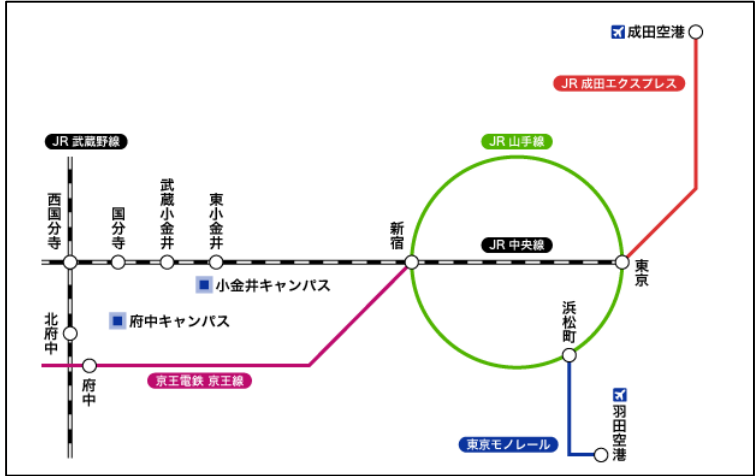 成田空港
JR 成田エクスプレス
JR 武蔵野線
JR 山手線
西国分寺
国分寺
武蔵小金井
東小金井
新宿
JR 中央線
東京
小金井キャンパス
府中キャンパス
北府中
浜松町
府中
京王電鉄 京王線
羽田空港
東京モノレール